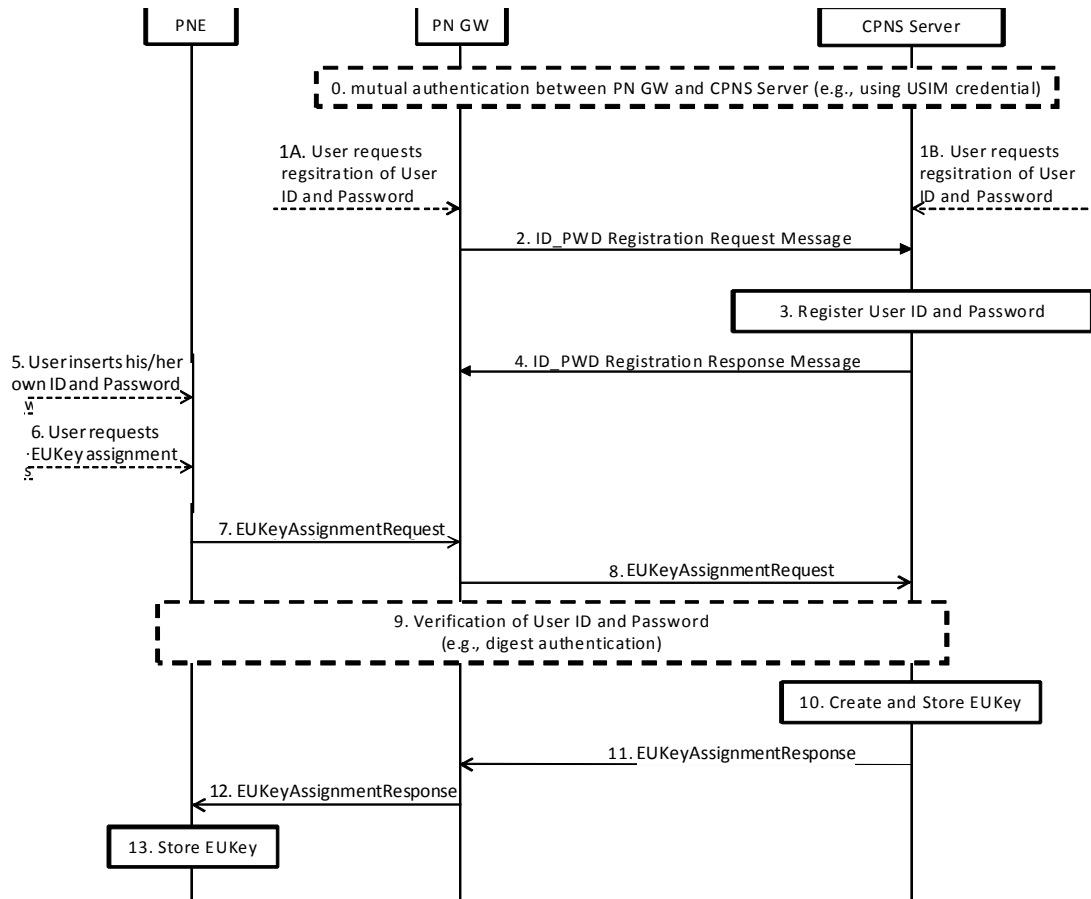 PNE
PN GW
CPNS Server
0. mutual authentication between PN GW and CPNS Server (e.g., using USIM credential)
1A. User requests
regsitration of User
ID and Password
1B. User requests
regsitration of User
ID and Password
2. ID_PWD Registration Request Message
3. Register User ID and Password
4. ID_PWD Registration Response Message
5. User inserts his/her
own ID and Password
w
6. User requests
EUKey assignment
s
7. EUKeyAssignmentRequest
8. EUKeyAssignmentRequest
9. Verification of User ID and Password
(e.g., digest authentication)
10. Create and Store EUKey
11. EUKeyAssignmentResponse
12. EUKeyAssignmentResponse
13. Store EUKey